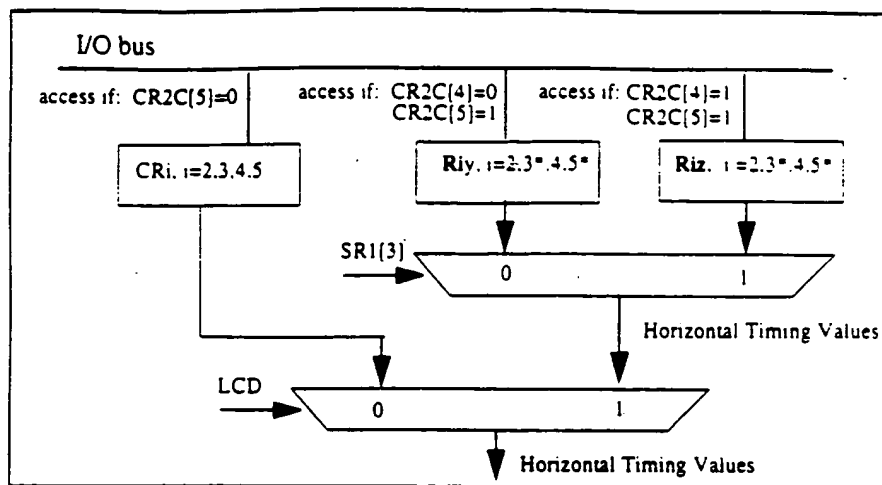 I/O bus
access if: CR2C[5]=0
access if: CR2C[4]=0
CR2C[5]=1
access if: CR2C[4]=1
CR2C[5]=1
CRi, i=2,3,4,5
Riy, i=2,3*,4,5*
Riz, i=2,3*,4,5*
SR1[3]
0
1
Horizontal Timing Values
LCD
0
1
Horizontal Timing Values